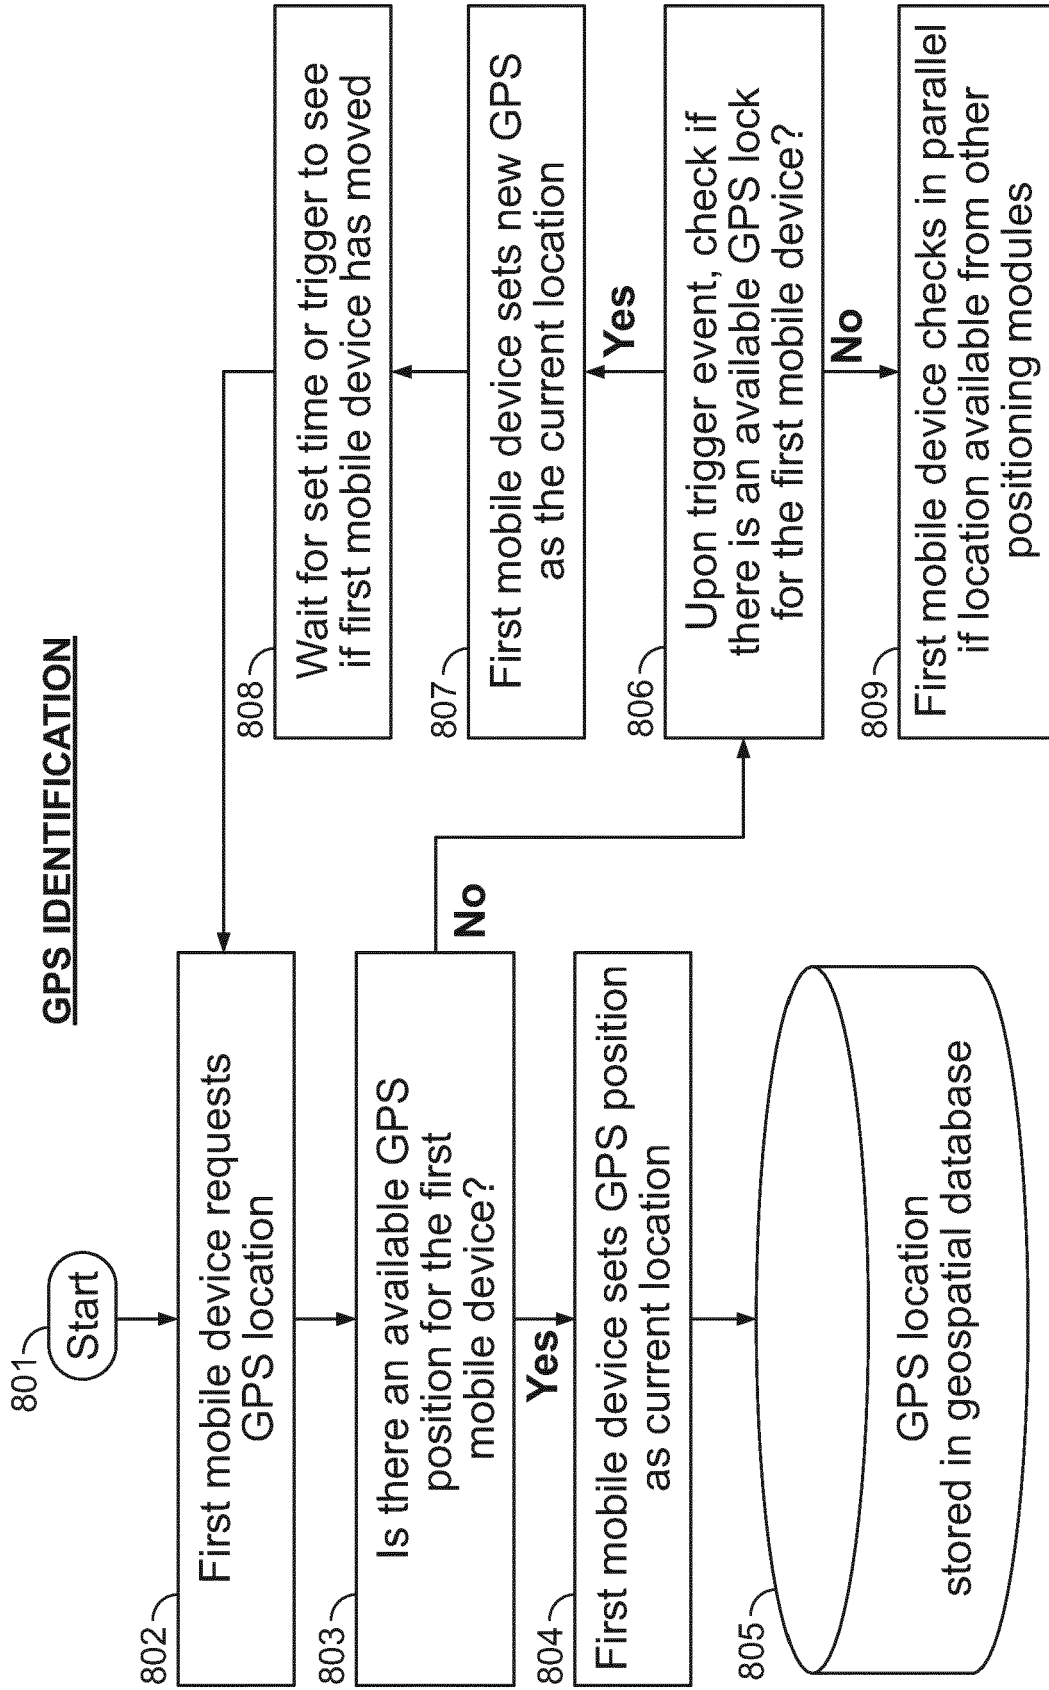 GPS IDENTIFICATION
801
Start
802
First mobile device requests
GPS location
803
Is there an available GPS
position for the first
mobile device?
No
Yes
804
First mobile device sets GPS position
as current location
805
GPS location
stored in geospatial database
808
Wait for set time or trigger to see
if first mobile device has moved
807
First mobile device sets new GPS
as the current location
Yes
806
Upon trigger event, check if
there is an available GPS lock
for the first mobile device?
No
809
First mobile device checks in parallel
if location available from other
positioning modules